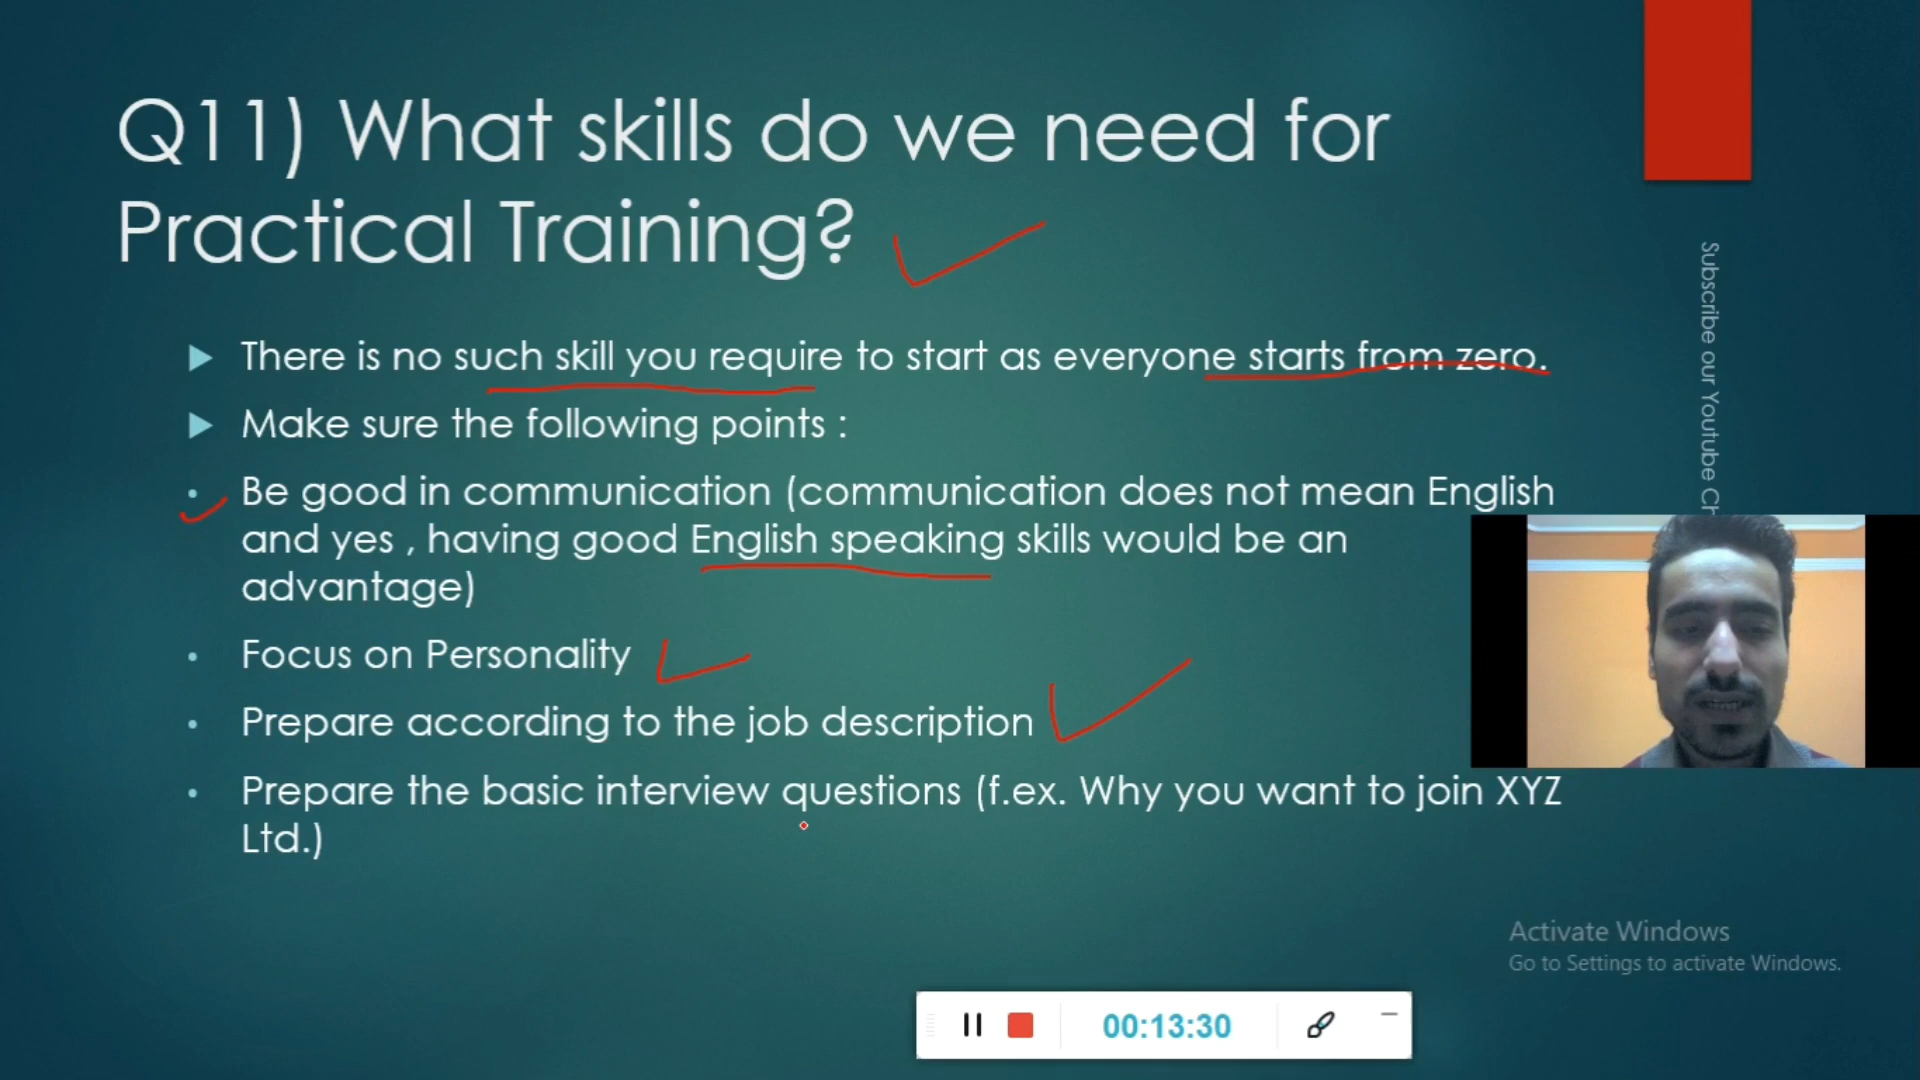 Q11) What skills do we need for
Practical Training?
There is no such skill you require to start as everyone starts from zero.
Make sure the following points :
Be good in communication (communication does not mean English
and yes , having good English speaking skills would be an
advantage)
Focus on Personality
Prepare according to the job description
Prepare the basic interview questions (f.ex. Why you want to join XYZ
Ltd.)
Subscribe our Youtube
Activate Windows
Go to Settings to activate Windows.
00:13:30